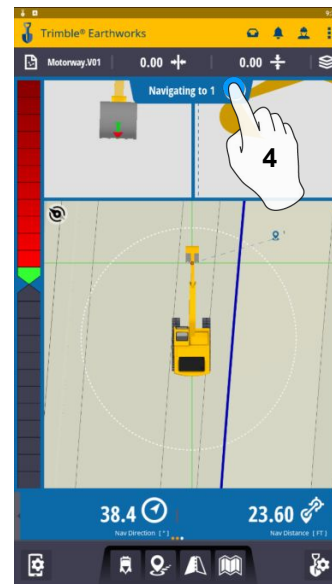 Trimble® Earthworks
Motorway.V01
0.00
0.00
Navigating to 1
4
38.4
23.60
Nav Direction [°]
Nav Distance [FT]